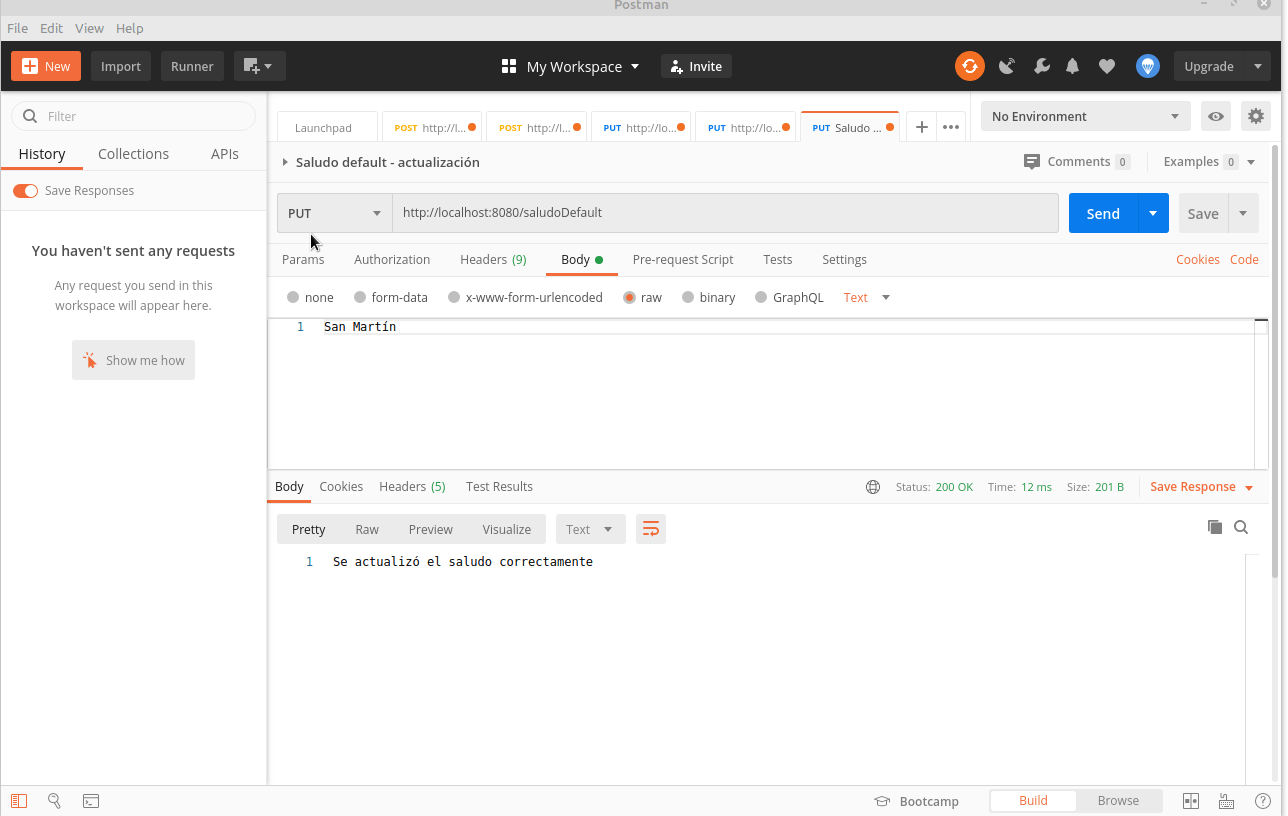 Postman
File Edit View Help
New Import Runner My Workspace Invite Upgrade
Filter
History Collections APIs
Save Responses
You haven't sent any requests
Any request you send in this
workspace will appear here.
Show me how
Launchpad POST http://l... POST http://l... PUT http://lo... PUT http://lo... PUT Saludo ... + ••• No Environment
Saludo default - actualización Comments 0 Examples 0
PUT http://localhost:8080/saludoDefault Send Save
Params Authorization Headers (9) Body Pre-request Script Tests Settings Cookies Code
none form-data x-www-form-urlencoded raw binary GraphQL Text
1 San Martín
Body Cookies Headers (5) Test Results Status: 200 OK Time: 12 ms Size: 201 B Save Response
Pretty Raw Preview Visualize Text
1 Se actualizó el saludo correctamente
Bootcamp Build Browse ?